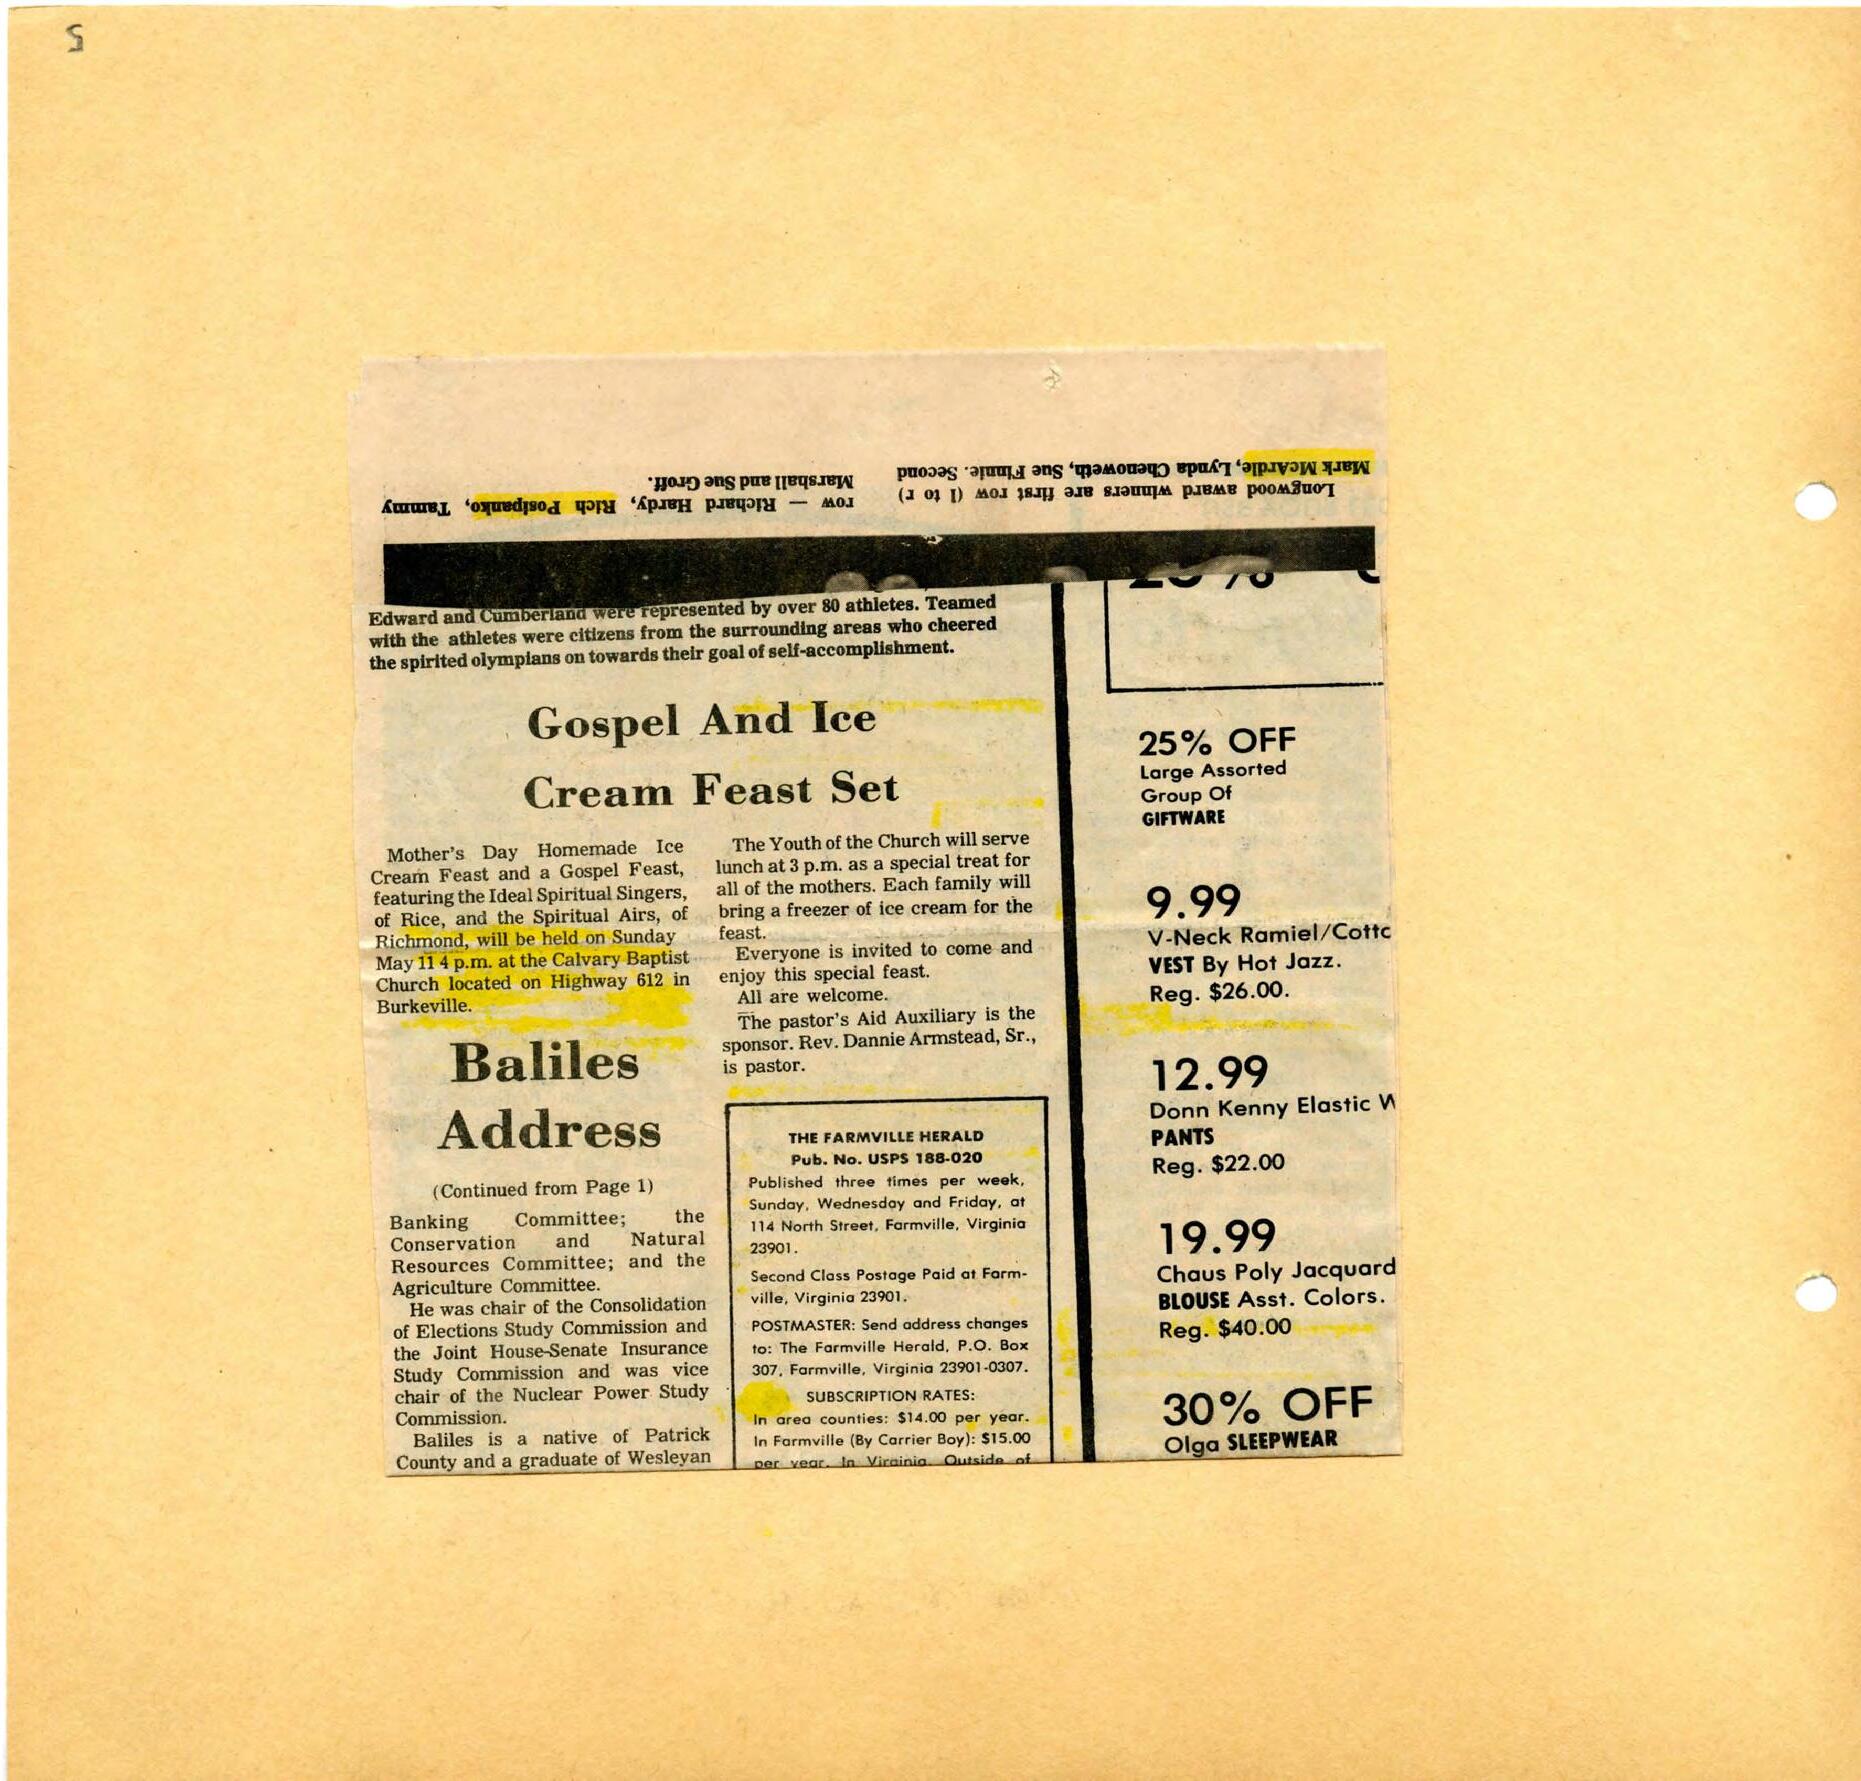 5
Longwood award winners are first row (l to r)
Mark McArdle, Lynda Chenoweth, Sue Finnie. Second
row — Richard Hardy, Rich Posipanko, Tammy
Marshall and Sue Groff.
Edward and Cumberland were represented by over 80 athletes. Teamed
with the athletes were citizens from the surrounding areas who cheered
the spirited olympians on towards their goal of self-accomplishment.
Gospel And Ice
Cream Feast Set
Mother's Day Homemade Ice
Cream Feast and a Gospel Feast,
featuring the Ideal Spiritual Singers,
of Rice, and the Spiritual Airs, of
Richmond, will be held on Sunday
May 11 4 p.m. at the Calvary Baptist
Church located on Highway 612 in
Burkeville.
The Youth of the Church will serve
lunch at 3 p.m. as a special treat for
all of the mothers. Each family will
bring a freezer of ice cream for the
feast.
Everyone is invited to come and
enjoy this special feast.
All are welcome.
The pastor's Aid Auxiliary is the
sponsor. Rev. Dannie Armstead, Sr.,
is pastor.
Baliles
Address
(Continued from Page 1)
Banking Committee; the
Conservation and Natural
Resources Committee; and the
Agriculture Committee.
He was chair of the Consolidation
of Elections Study Commission and
the Joint House-Senate Insurance
Study Commission and was vice
chair of the Nuclear Power Study
Commission.
Baliles is a native of Patrick
County and a graduate of Wesleyan
THE FARMVILLE HERALD
Pub. No. USPS 188-020
Published three times per week,
Sunday, Wednesday and Friday, at
114 North Street, Farmville, Virginia
23901.
Second Class Postage Paid at Farm-
ville, Virginia 23901.
POSTMASTER: Send address changes
to: The Farmville Herald, P.O. Box
307, Farmville, Virginia 23901-0307.
SUBSCRIPTION RATES:
In area counties: $14.00 per year.
In Farmville (By Carrier Boy): $15.00
per year. In Virginia Outside of
25% OFF
Large Assorted
Group Of
GIFTWARE
9.99
V-Neck Ramiel/Cotto
VEST By Hot Jazz.
Reg. $26.00.
12.99
Donn Kenny Elastic W
PANTS
Reg. $22.00
19.99
Chaus Poly Jacquard
BLOUSE Asst. Colors.
Reg. $40.00
30% OFF
Olga SLEEPWEAR